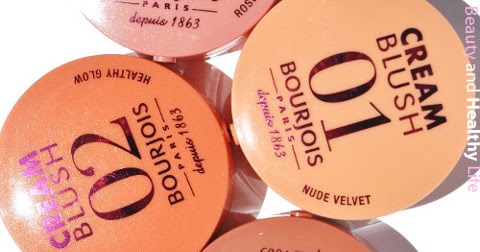 PARIS
depuis 1863
CREAM
BLUSH
01
BOURJOIS
PARIS
depuis 1863
NUDE VELVET
HEALTHY GLOW
CREAM
BLUSH
02
BOURJOIS
PARIS
depuis 1863
Beauty and Healthy Life